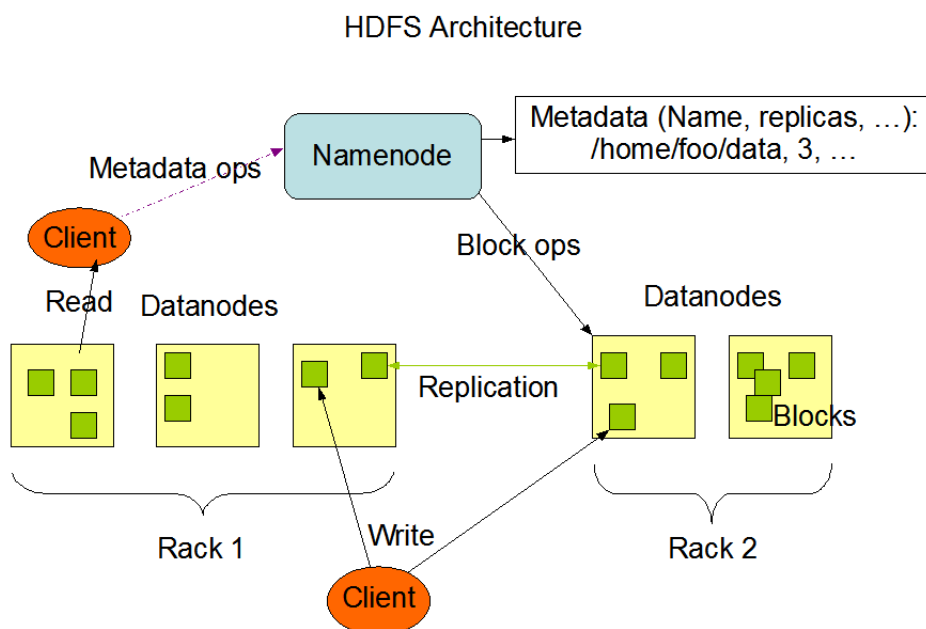 HDFS Architecture
Metadata (Name, replicas, …):
/home/foo/data, 3, …
Namenode
Metadata ops
Client
Block ops
Read
Datanodes
Datanodes
Replication
Blocks
Rack 1
Write
Rack 2
Client